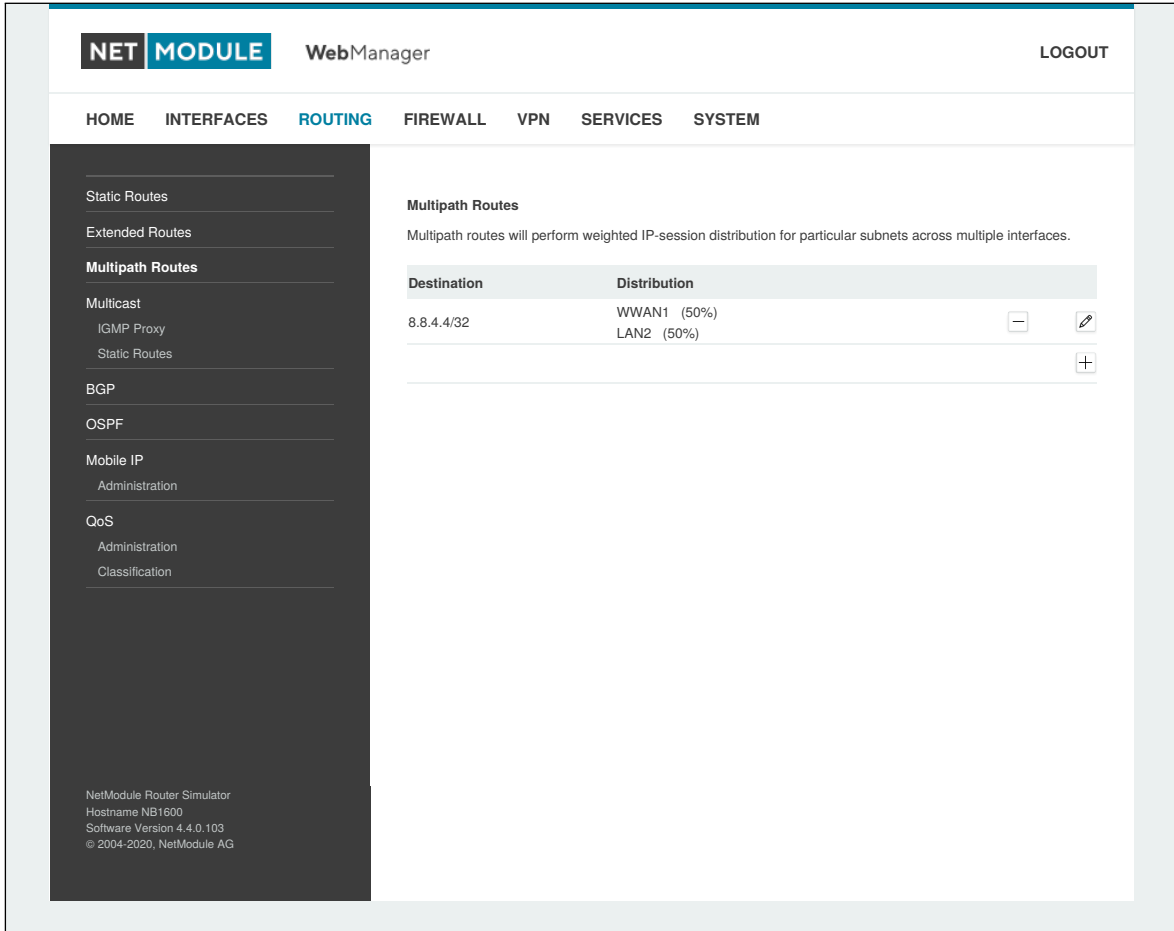 NET MODULE WebManager LOGOUT
HOME INTERFACES ROUTING FIREWALL VPN SERVICES SYSTEM
Static Routes
Extended Routes
Multipath Routes
Multicast
IGMP Proxy
Static Routes
BGP
OSPF
Mobile IP
Administration
QoS
Administration
Classification
NetModule Router Simulator
Hostname NB1600
Software Version 4.4.0.103
© 2004-2020, NetModule AG
Multipath Routes
Multipath routes will perform weighted IP-session distribution for particular subnets across multiple interfaces.
Destination Distribution
8.8.4.4/32 WWAN1 (50%)
LAN2 (50%)